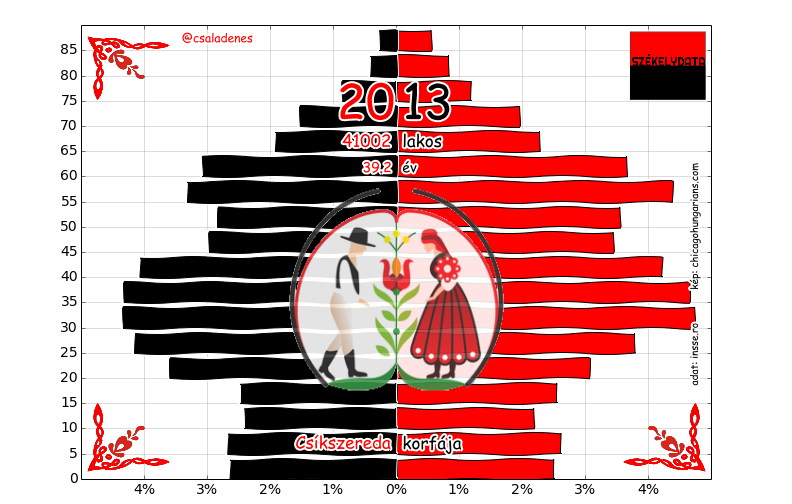 @csaladenes
SZÉKELYDATA
2013
41002 lakos
39.2 év
kép: chicagohungarians.com
adat: insse.ro
Csíkszereda korfája
85
80
75
70
65
60
55
50
45
40
35
30
25
20
15
10
5
0
4% 3% 2% 1% 0% 1% 2% 3% 4%